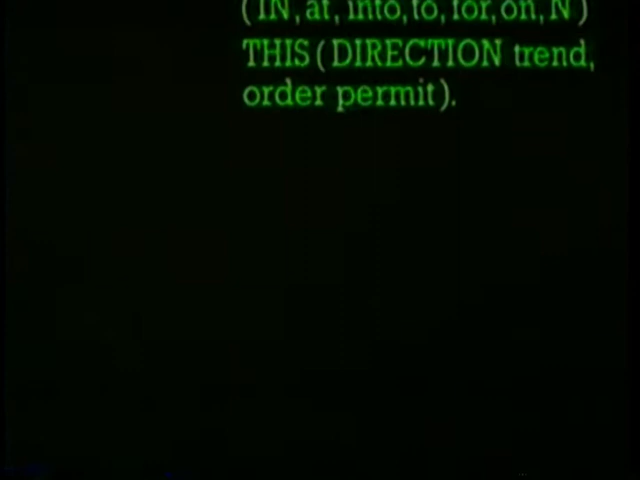 (IN, at, into, to, for, on, N)
THIS (DIRECTION trend,
order permit).